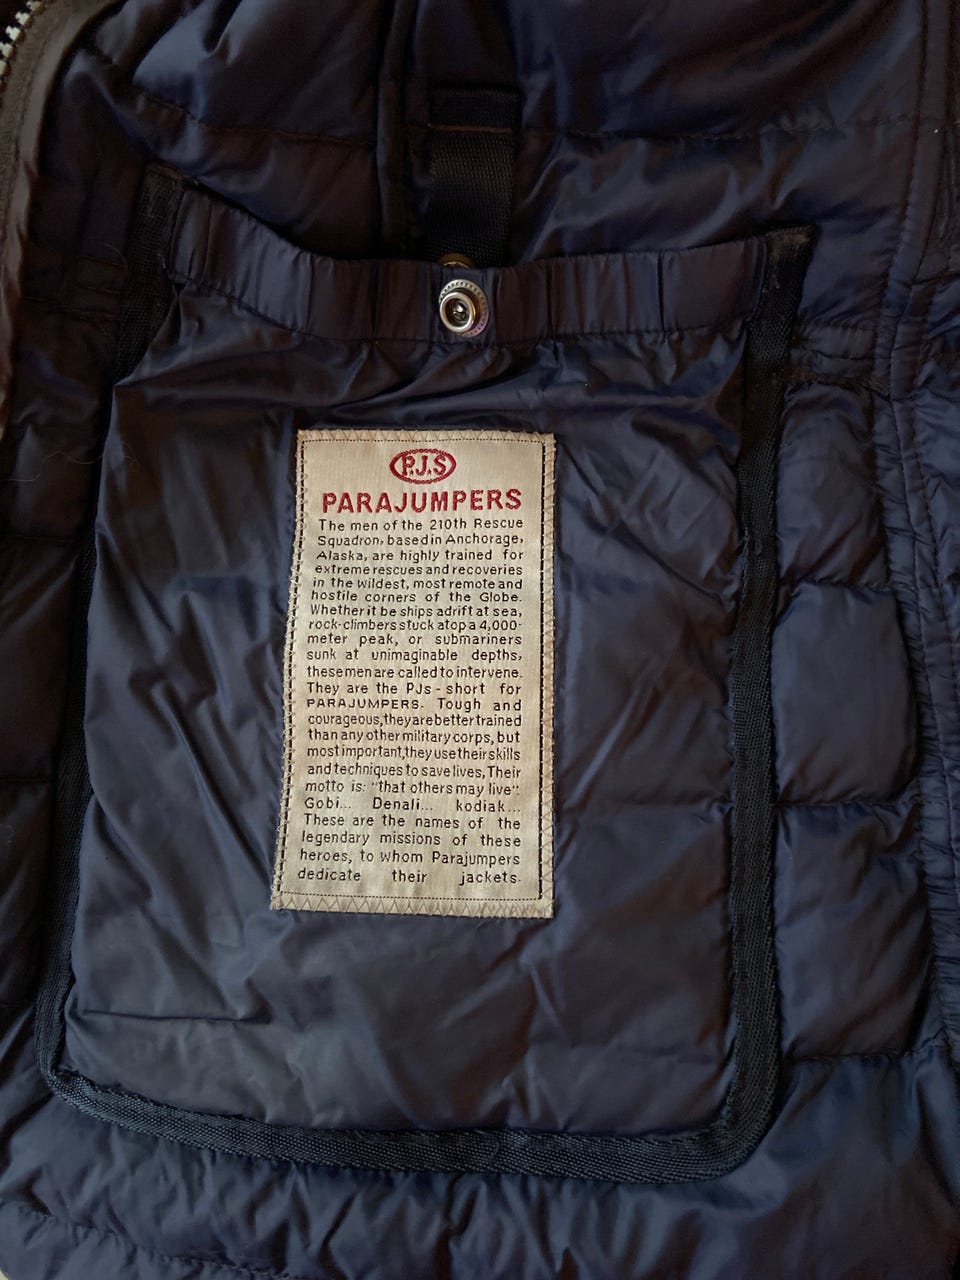 P.J.S
PARAJUMPERS
The men of the 210th Rescue
Squadron, based in Anchorage,
Alaska, are highly trained for
extreme rescues and recoveries
in the wildest, most remote and
hostile corners of the Globe.
Whether it be ships adrift at sea,
rock-climbers stuck atop a 4,000-
meter peak, or submariners
sunk at unimaginable depths,
these men are called to intervene.
They are the PJs - short for
PARAJUMPERS. Tough and
courageous, they are better trained
than any other military corps, but
most important, they use their skills
and techniques to save lives, Their
motto is: "that others may live":
Gobi... Denali... kodiak...
These are the names of the
legendary missions of these
heroes, to whom Parajumpers
dedicate their jackets.